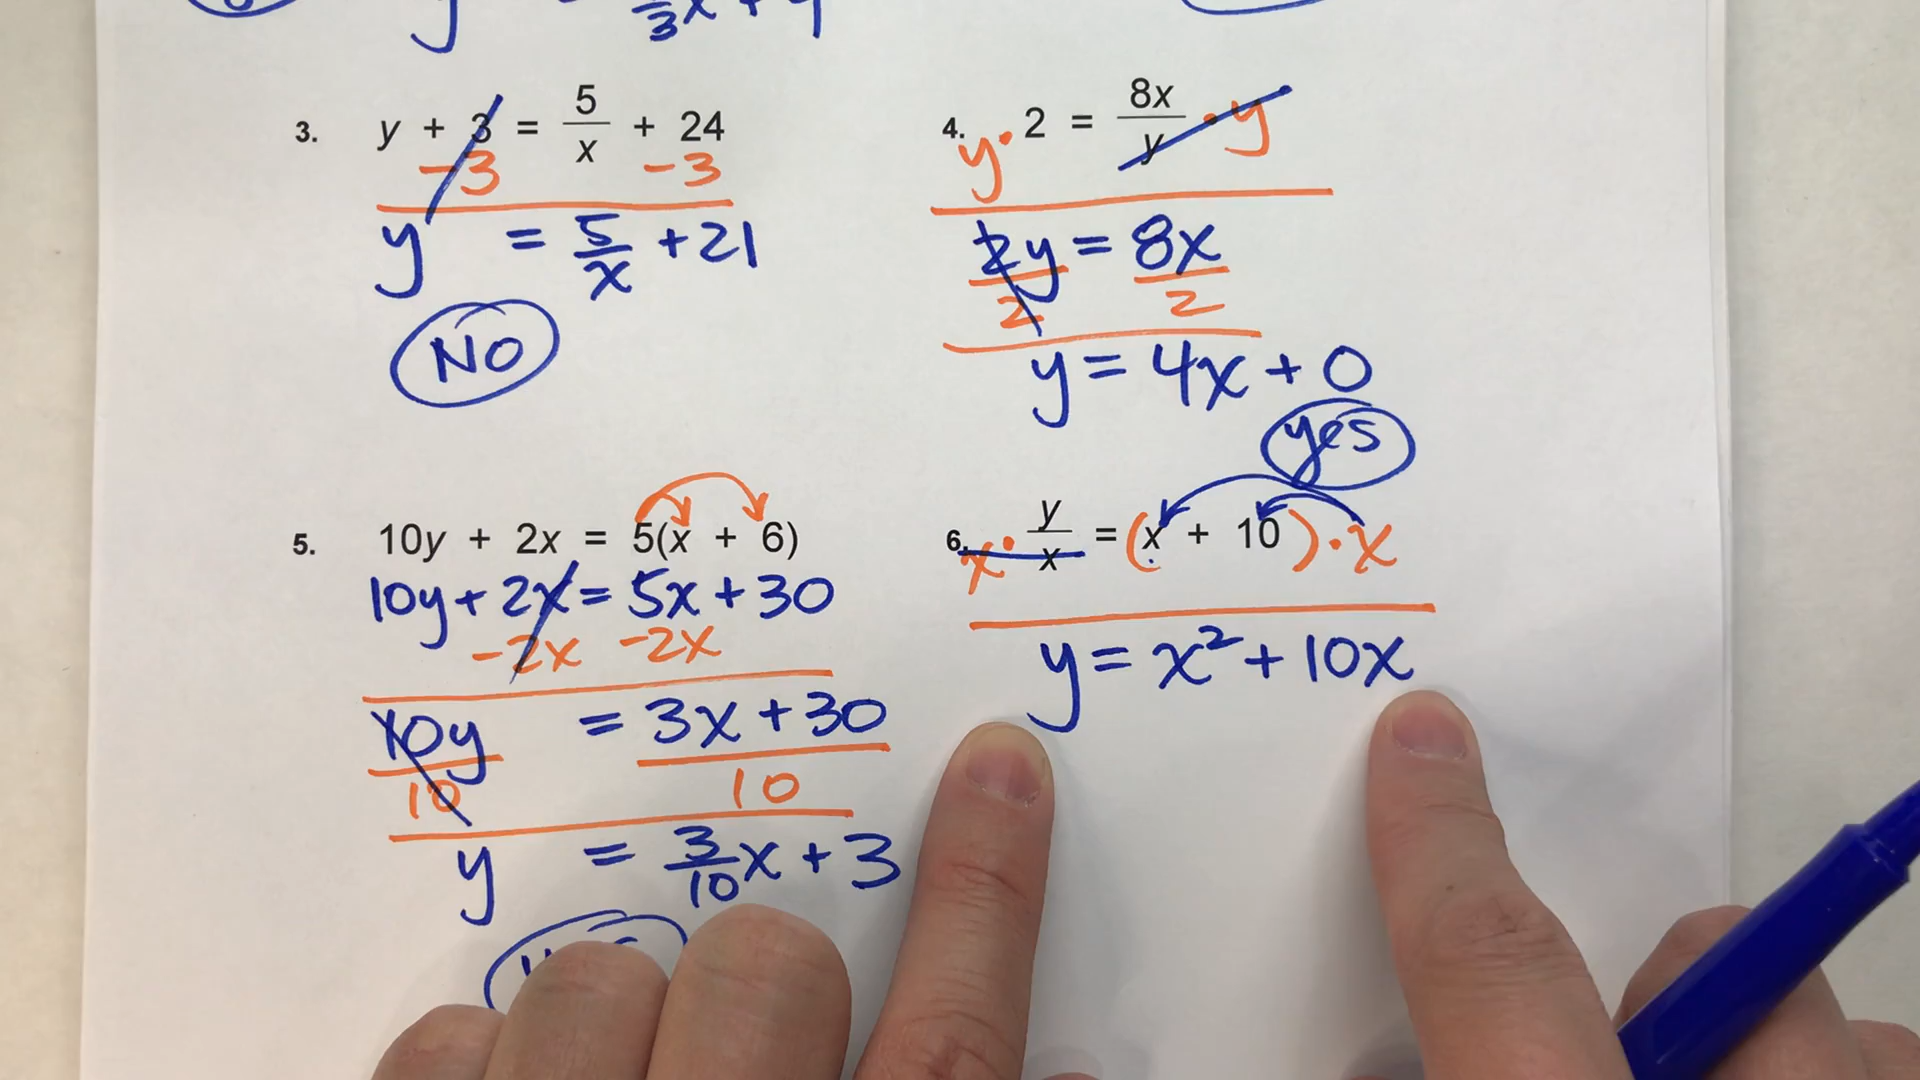 3. y + 3 = 5/x + 24
-3 -3
y = 5/x + 21
NO
4. y · 2 = 8x/y · y
2y = 8x
2 2
y = 4x + 0
yes
5. 10y + 2x = 5(x + 6)
10y + 2x = 5x + 30
-2x -2x
10y = 3x + 30
10 10
y = 3/10 x + 3
6. x · y/x = (x + 10) · x
y = x² + 10x